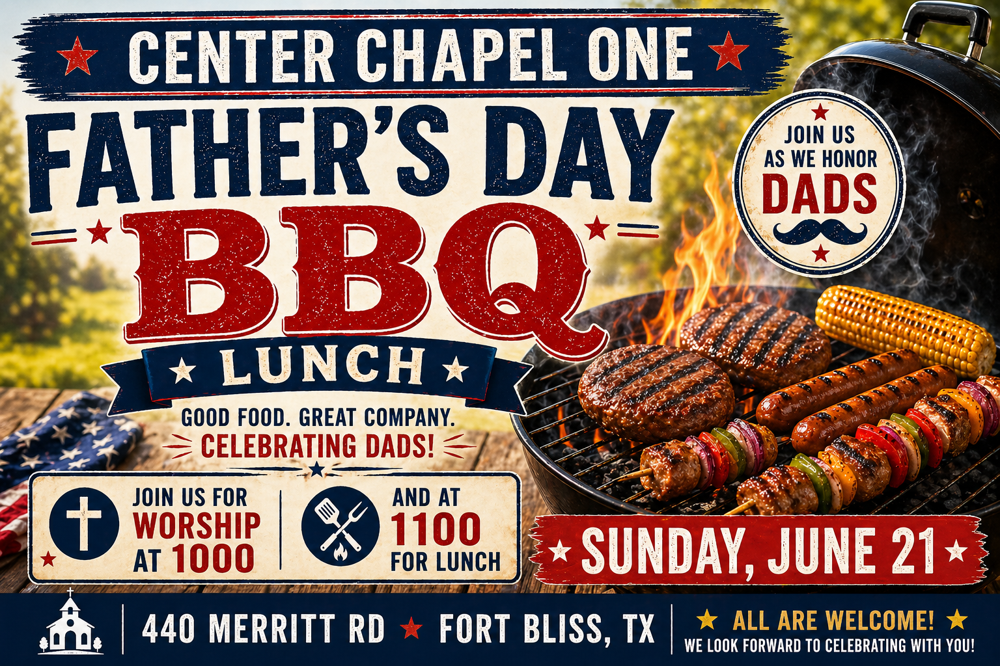 CENTER CHAPEL ONE
FATHER'S DAY
BBQ
LUNCH
GOOD FOOD. GREAT COMPANY.
CELEBRATING DADS!
JOIN US
AS WE HONOR
DADS
JOIN US FOR
WORSHIP
AT 1000
AND AT
1100
FOR LUNCH
SUNDAY, JUNE 21
440 MERRITT RD
FORT BLISS, TX
ALL ARE WELCOME!
WE LOOK FORWARD TO CELEBRATING WITH YOU!